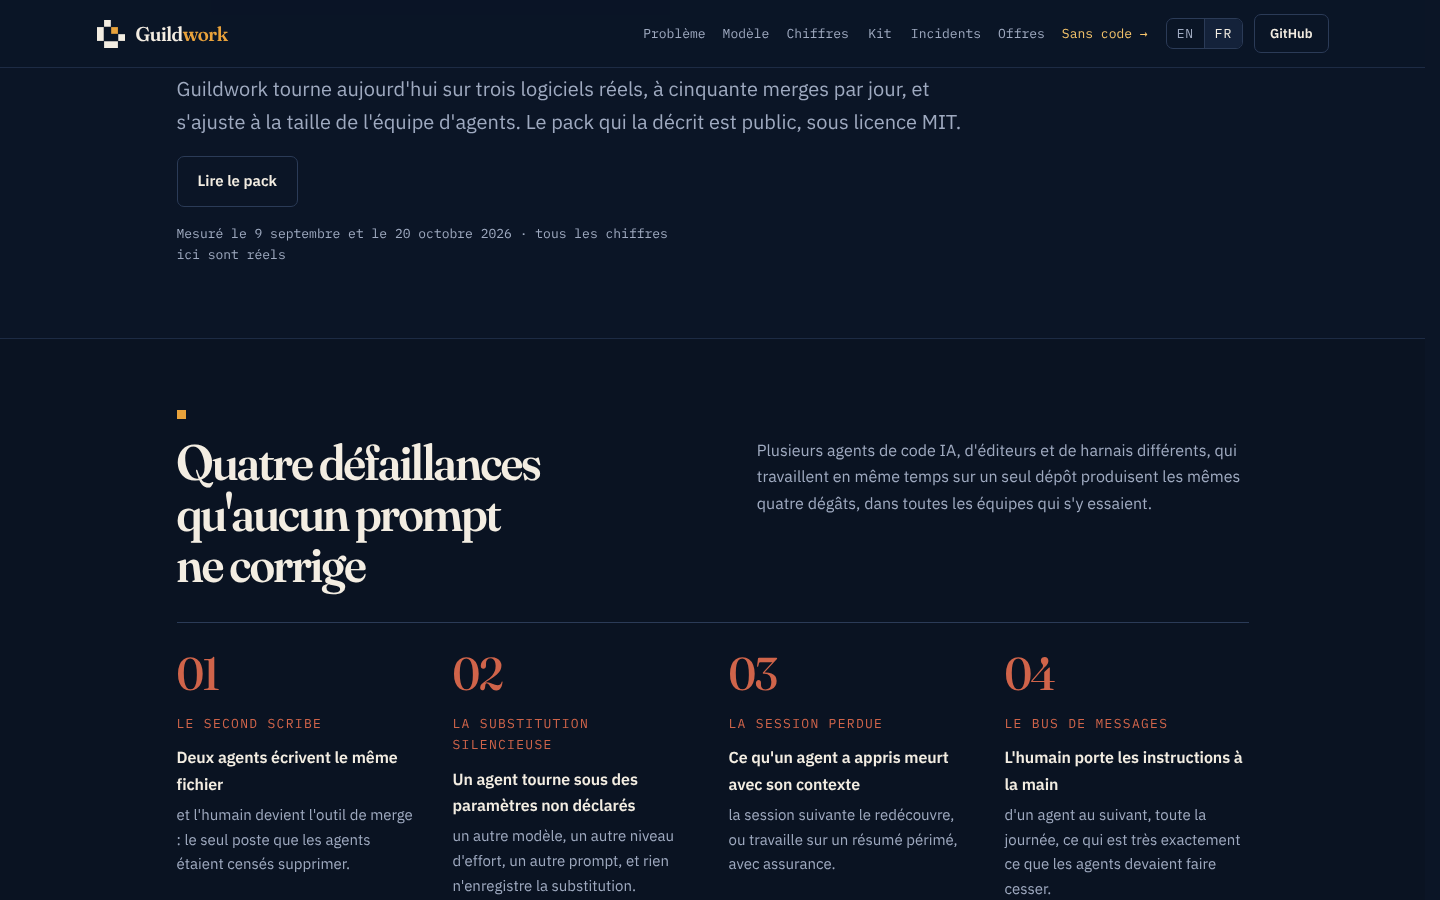 Guildwork
Problème Modèle Chiffres Kit Incidents Offres Sans code → EN FR GitHub
Guildwork tourne aujourd'hui sur trois logiciels réels, à cinquante merges par jour, et
s'ajuste à la taille de l'équipe d'agents. Le pack qui la décrit est public, sous licence MIT.
Lire le pack
Mesuré le 9 septembre et le 20 octobre 2026 · tous les chiffres
ici sont réels
Quatre défaillances
qu'aucun prompt
ne corrige
Plusieurs agents de code IA, d'éditeurs et de harnais différents, qui
travaillent en même temps sur un seul dépôt produisent les mêmes
quatre dégâts, dans toutes les équipes qui s'y essaient.
01
LE SECOND SCRIBE
Deux agents écrivent le même
fichier
et l'humain devient l'outil de merge
: le seul poste que les agents
étaient censés supprimer.
02
LA SUBSTITUTION
SILENCIEUSE
Un agent tourne sous des
paramètres non déclarés
un autre modèle, un autre niveau
d'effort, un autre prompt, et rien
n'enregistre la substitution.
03
LA SESSION PERDUE
Ce qu'un agent a appris meurt
avec son contexte
la session suivante le redécouvre,
ou travaille sur un résumé périmé,
avec assurance.
04
LE BUS DE MESSAGES
L'humain porte les instructions à
la main
d'un agent au suivant, toute la
journée, ce qui est très exactement
ce que les agents devaient faire
cesser.